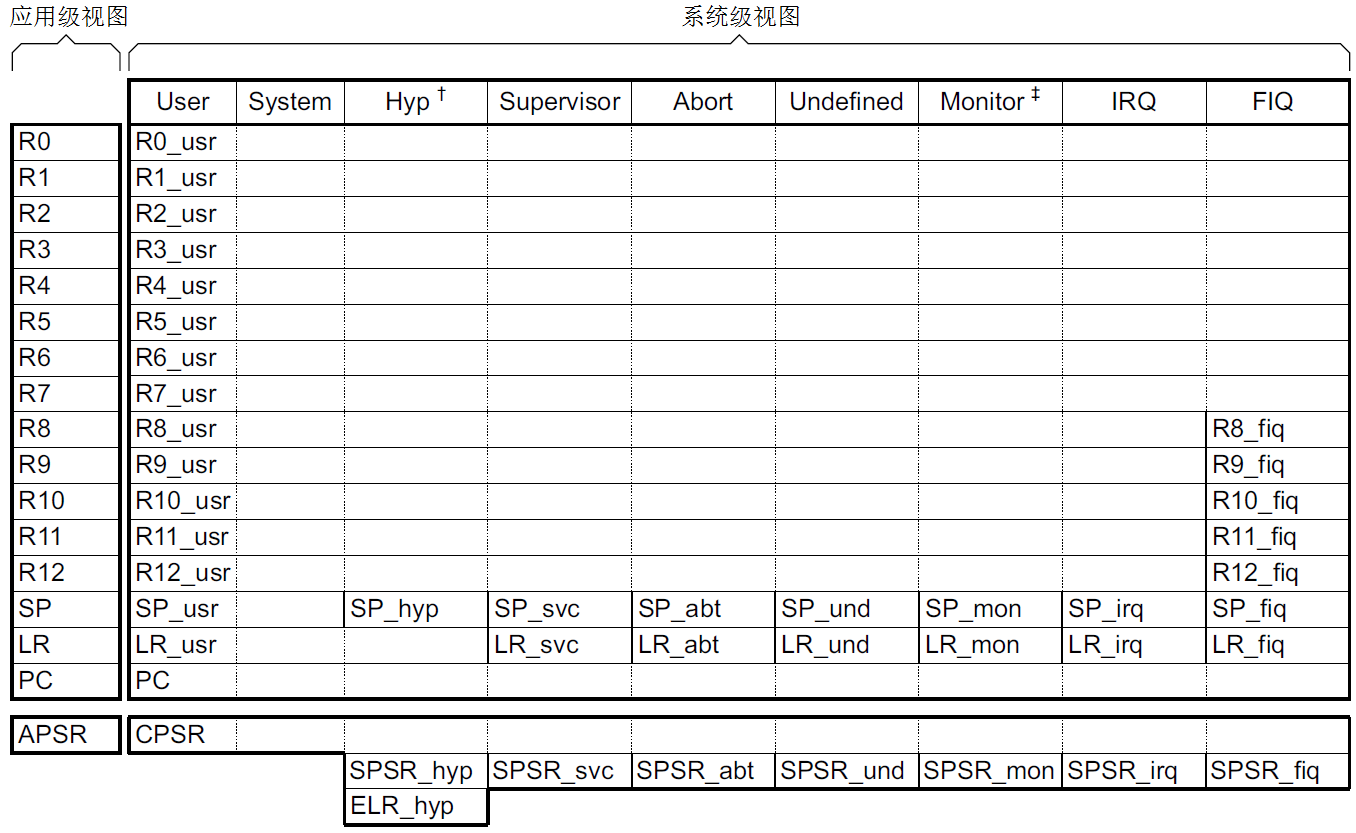 应用级视图 系统级视图
User System Hyp † Supervisor Abort Undefined Monitor ‡ IRQ FIQ
R0 R0_usr
R1 R1_usr
R2 R2_usr
R3 R3_usr
R4 R4_usr
R5 R5_usr
R6 R6_usr
R7 R7_usr
R8 R8_usr R8_fiq
R9 R9_usr R9_fiq
R10 R10_usr R10_fiq
R11 R11_usr R11_fiq
R12 R12_usr R12_fiq
SP SP_usr SP_hyp SP_svc SP_abt SP_und SP_mon SP_irq SP_fiq
LR LR_usr LR_svc LR_abt LR_und LR_mon LR_irq LR_fiq
PC PC
APSR CPSR
SPSR_hyp SPSR_svc SPSR_abt SPSR_und SPSR_mon SPSR_irq SPSR_fiq
ELR_hyp